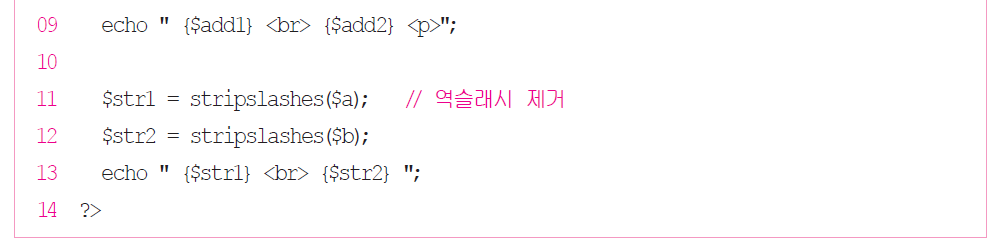 09 echo " {$add1} <br> {$add2} <p>";
10
11 $str1 = stripslashes($a); // 역슬래시 제거
12 $str2 = stripslashes($b);
13 echo " {$str1} <br> {$str2} ";
14 ?>